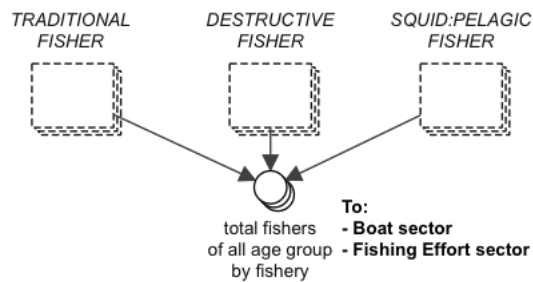 TRADITIONAL
FISHER
DESTRUCTIVE
FISHER
SQUID:PELAGIC
FISHER
total fishers
of all age group
by fishery
To:
- Boat sector
- Fishing Effort sector